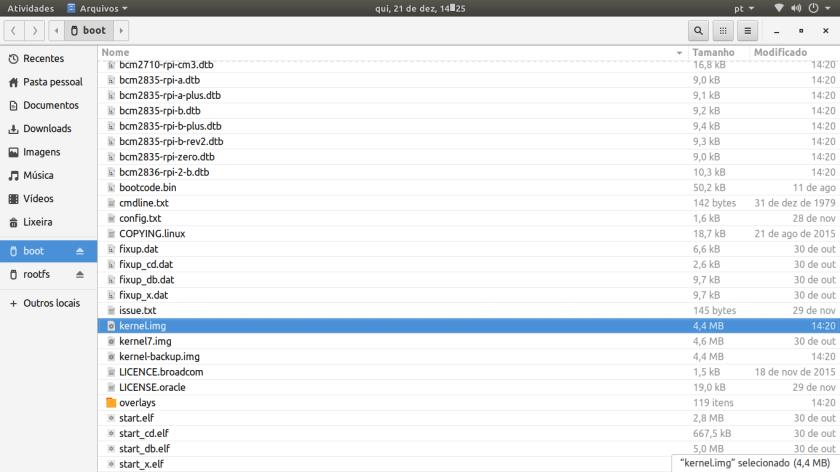 Atividades Arquivos qui, 21 de dez, 14:25 pt
boot
Recentes
Pasta pessoal
Documentos
Downloads
Imagens
Música
Vídeos
Lixeira
boot
rootfs
+ Outros locais
Nome Tamanho Modificado
bcm2710-rpi-cm3.dtb 16,8 kB 14:20
bcm2835-rpi-a.dtb 9,0 kB 14:20
bcm2835-rpi-a-plus.dtb 9,1 kB 14:20
bcm2835-rpi-b.dtb 9,2 kB 14:20
bcm2835-rpi-b-plus.dtb 9,4 kB 14:20
bcm2835-rpi-b-rev2.dtb 9,3 kB 14:20
bcm2835-rpi-zero.dtb 9,0 kB 14:20
bcm2836-rpi-2-b.dtb 10,3 kB 14:20
bootcode.bin 50,2 kB 11 de ago
cmdline.txt 142 bytes 31 de dez de 1979
config.txt 1,6 kB 28 de nov
COPYING.linux 18,7 kB 21 de ago de 2015
fixup.dat 6,6 kB 30 de out
fixup_cd.dat 2,6 kB 30 de out
fixup_db.dat 9,7 kB 30 de out
fixup_x.dat 9,7 kB 30 de out
issue.txt 145 bytes 29 de nov
kernel.img 4,4 MB 14:20
kernel7.img 4,6 MB 30 de out
kernel-backup.img 4,4 MB 14:20
LICENCE.broadcom 1,5 kB 18 de nov de 2015
LICENSE.oracle 19,0 kB 29 de nov
overlays 119 itens 14:20
start.elf 2,8 MB 30 de out
start_cd.elf 667,5 kB 30 de out
start_db.elf 5,0 MB 30 de out
start_x.elf
"kernel.img" selecionado (4,4 MB)